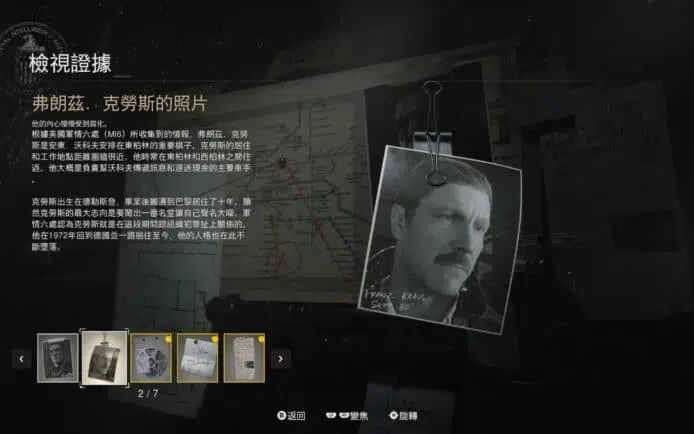 檢視證據
弗朗茲．克勞斯的照片
他的內心慢慢受到腐化。
根據英國軍情六處（MI6）所收集到的情報，弗朗茲．克勞
斯是安東．沃科夫安排在東柏林的重要棋子，克勞斯的居住
和工作地點距離圍牆很近，他時常在東柏林和西柏林之間往
返。他大概是負責幫沃科夫傳遞訊息和運送現金的主要車手
。
克勞斯出生在德勒斯登，畢業後搬遷到巴黎居住了十年，顯
然克勞斯的最大志向是要闖出一番名堂讓自己聲名大噪，軍
情六處認為克勞斯就是在這段期間跟組織犯罪扯上關係的。
他在1972年回到德國並一路居住至今，他的人格也在此不
斷墮落。
FRANZ KRAUS
SEPT 80'
2 / 7
返回
變焦
旋轉